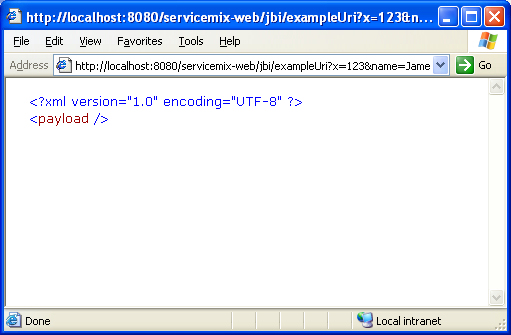 http://localhost:8080/servicemix-web/jbi/exampleUri?x=123&n...
File Edit View Favorites Tools Help
Address http://localhost:8080/servicemix-web/jbi/exampleUri?x=123&name=Jame Go
<?xml version="1.0" encoding="UTF-8" ?>
<payload />
Done Local intranet